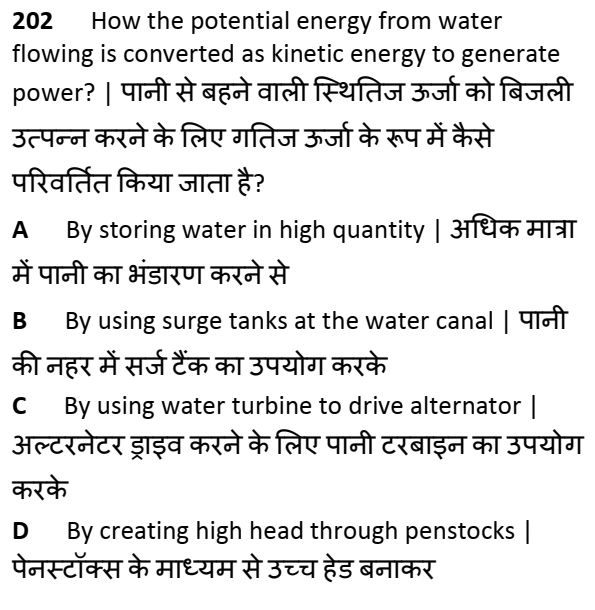 202 How the potential energy from water
flowing is converted as kinetic energy to generate
power? | पानी से बहने वाली स्थितिज ऊर्जा को बिजली
उत्पन्न करने के लिए गतिज ऊर्जा के रूप में कैसे
परिवर्तित किया जाता है?
A By storing water in high quantity | अधिक मात्रा
में पानी का भंडारण करने से
B By using surge tanks at the water canal | पानी
की नहर में सर्ज टैंक का उपयोग करके
C By using water turbine to drive alternator |
अल्टरनेटर ड्राइव करने के लिए पानी टरबाइन का उपयोग
करके
D By creating high head through penstocks |
पेनस्टॉक्स के माध्यम से उच्च हेड बनाकर